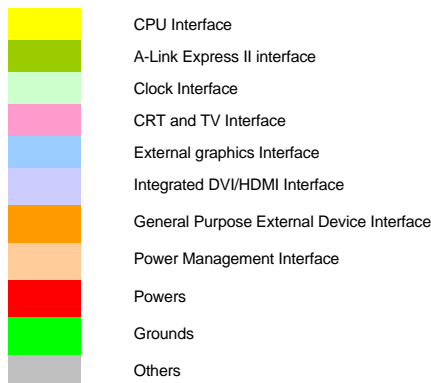 CPU Interface
A-Link Express II interface
Clock Interface
CRT and TV Interface
External graphics Interface
Integrated DVI/HDMI Interface
General Purpose External Device Interface
Power Management Interface
Powers
Grounds
Others